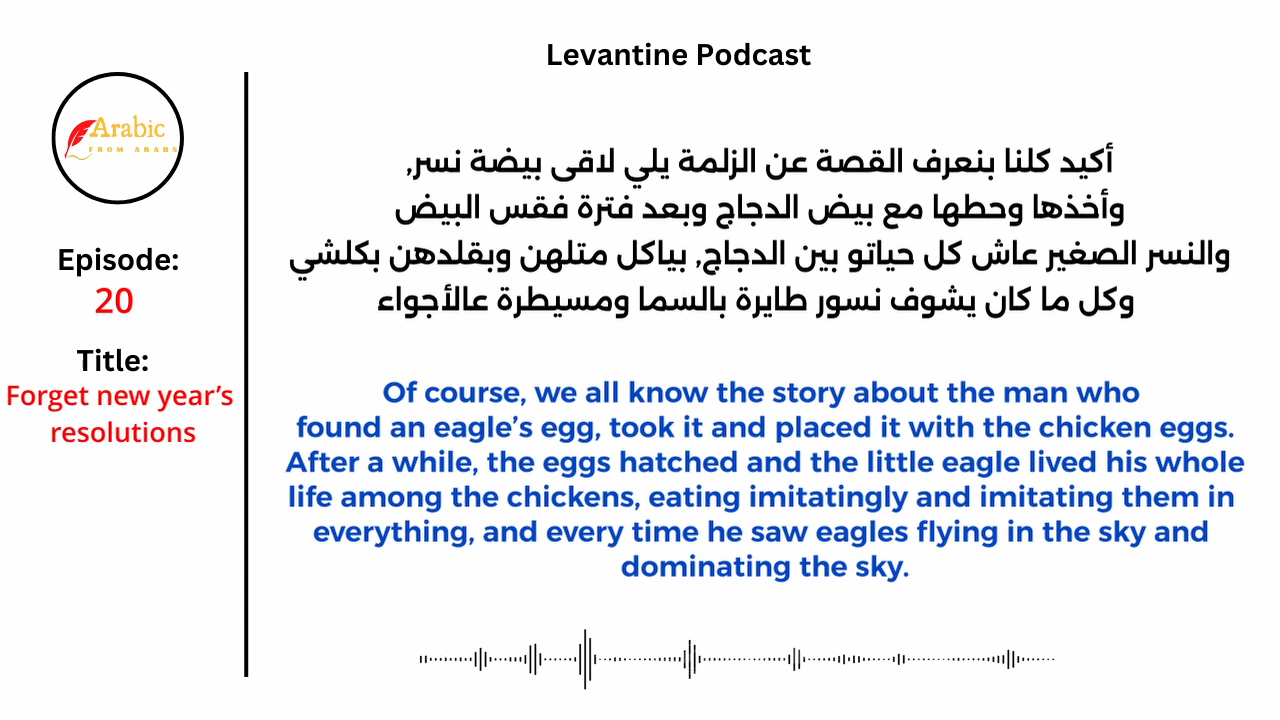 Levantine Podcast
Arabic
FROM ARABS
Episode:
20
Title:
Forget new year's
resolutions
أكيد كلنا بنعرف القصة عن الزلمة يلي لاقى بيضة نسر,
وأخذها وحطها مع بيض الدجاج وبعد فترة فقس البيض
والنسر الصغير عاش كل حياتو بين الدجاج, بياكل متلهن ويقلدهن بكلشي
وكل ما كان يشوف نسور طايرة بالسما ومسيطرة عالأجواء
Of course, we all know the story about the man who
found an eagle's egg, took it and placed it with the chicken eggs.
After a while, the eggs hatched and the little eagle lived his whole
life among the chickens, eating imitatingly and imitating them in
everything, and every time he saw eagles flying in the sky and
dominating the sky.